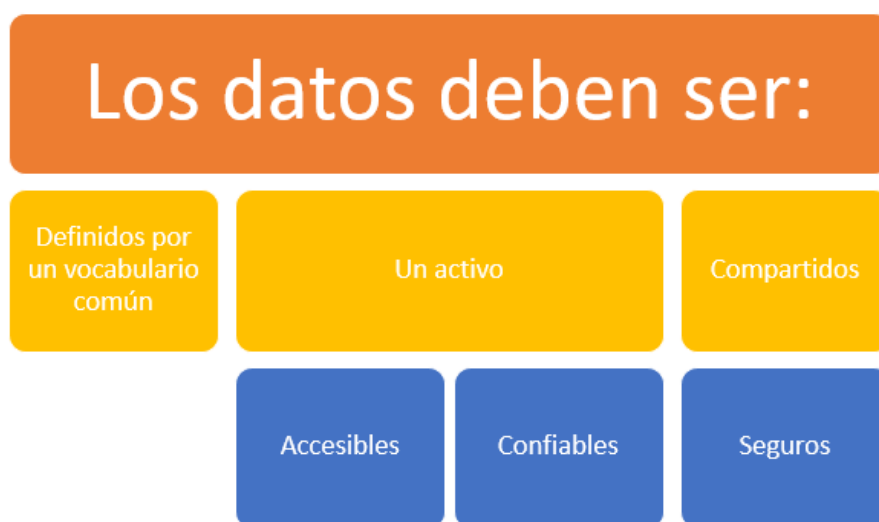 Los datos deben ser:
Definidos por
un vocabulario
común
Un activo
Compartidos
Accesibles
Confiables
Seguros